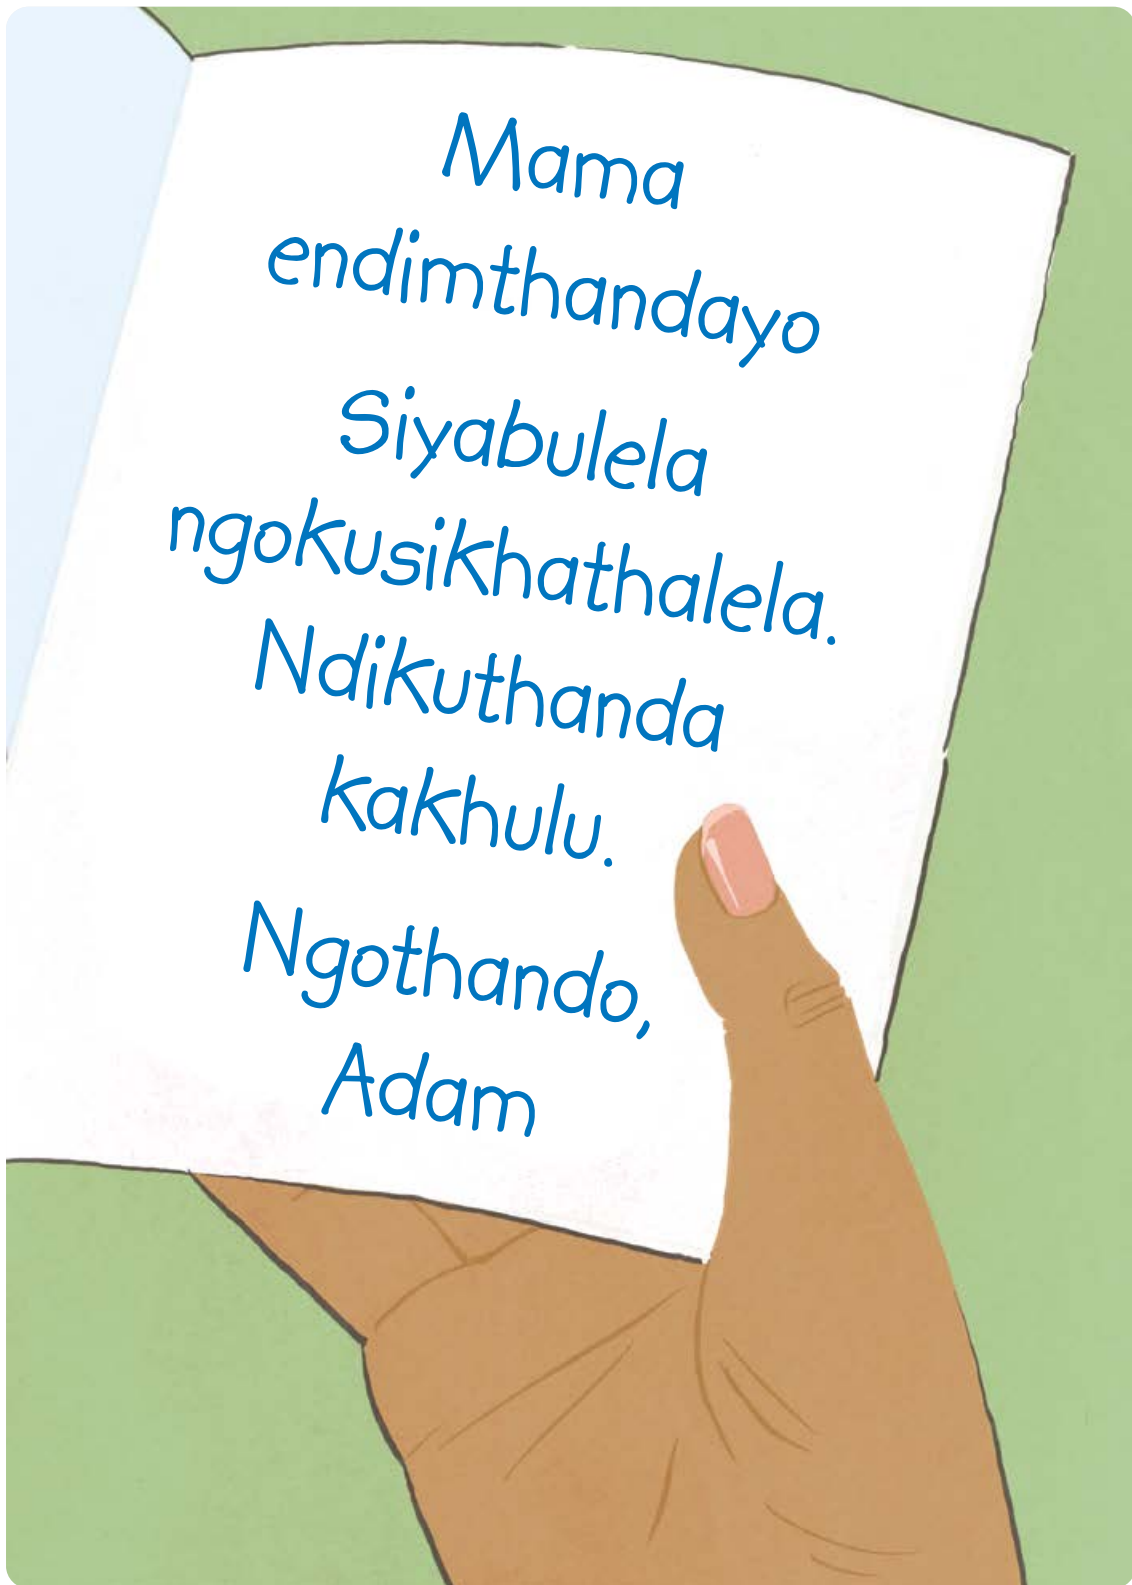 Mama
endimthandayo
Siyabulela
ngokusikhathalela.
Ndikuthanda
kakhulu.
Ngothando,
Adam